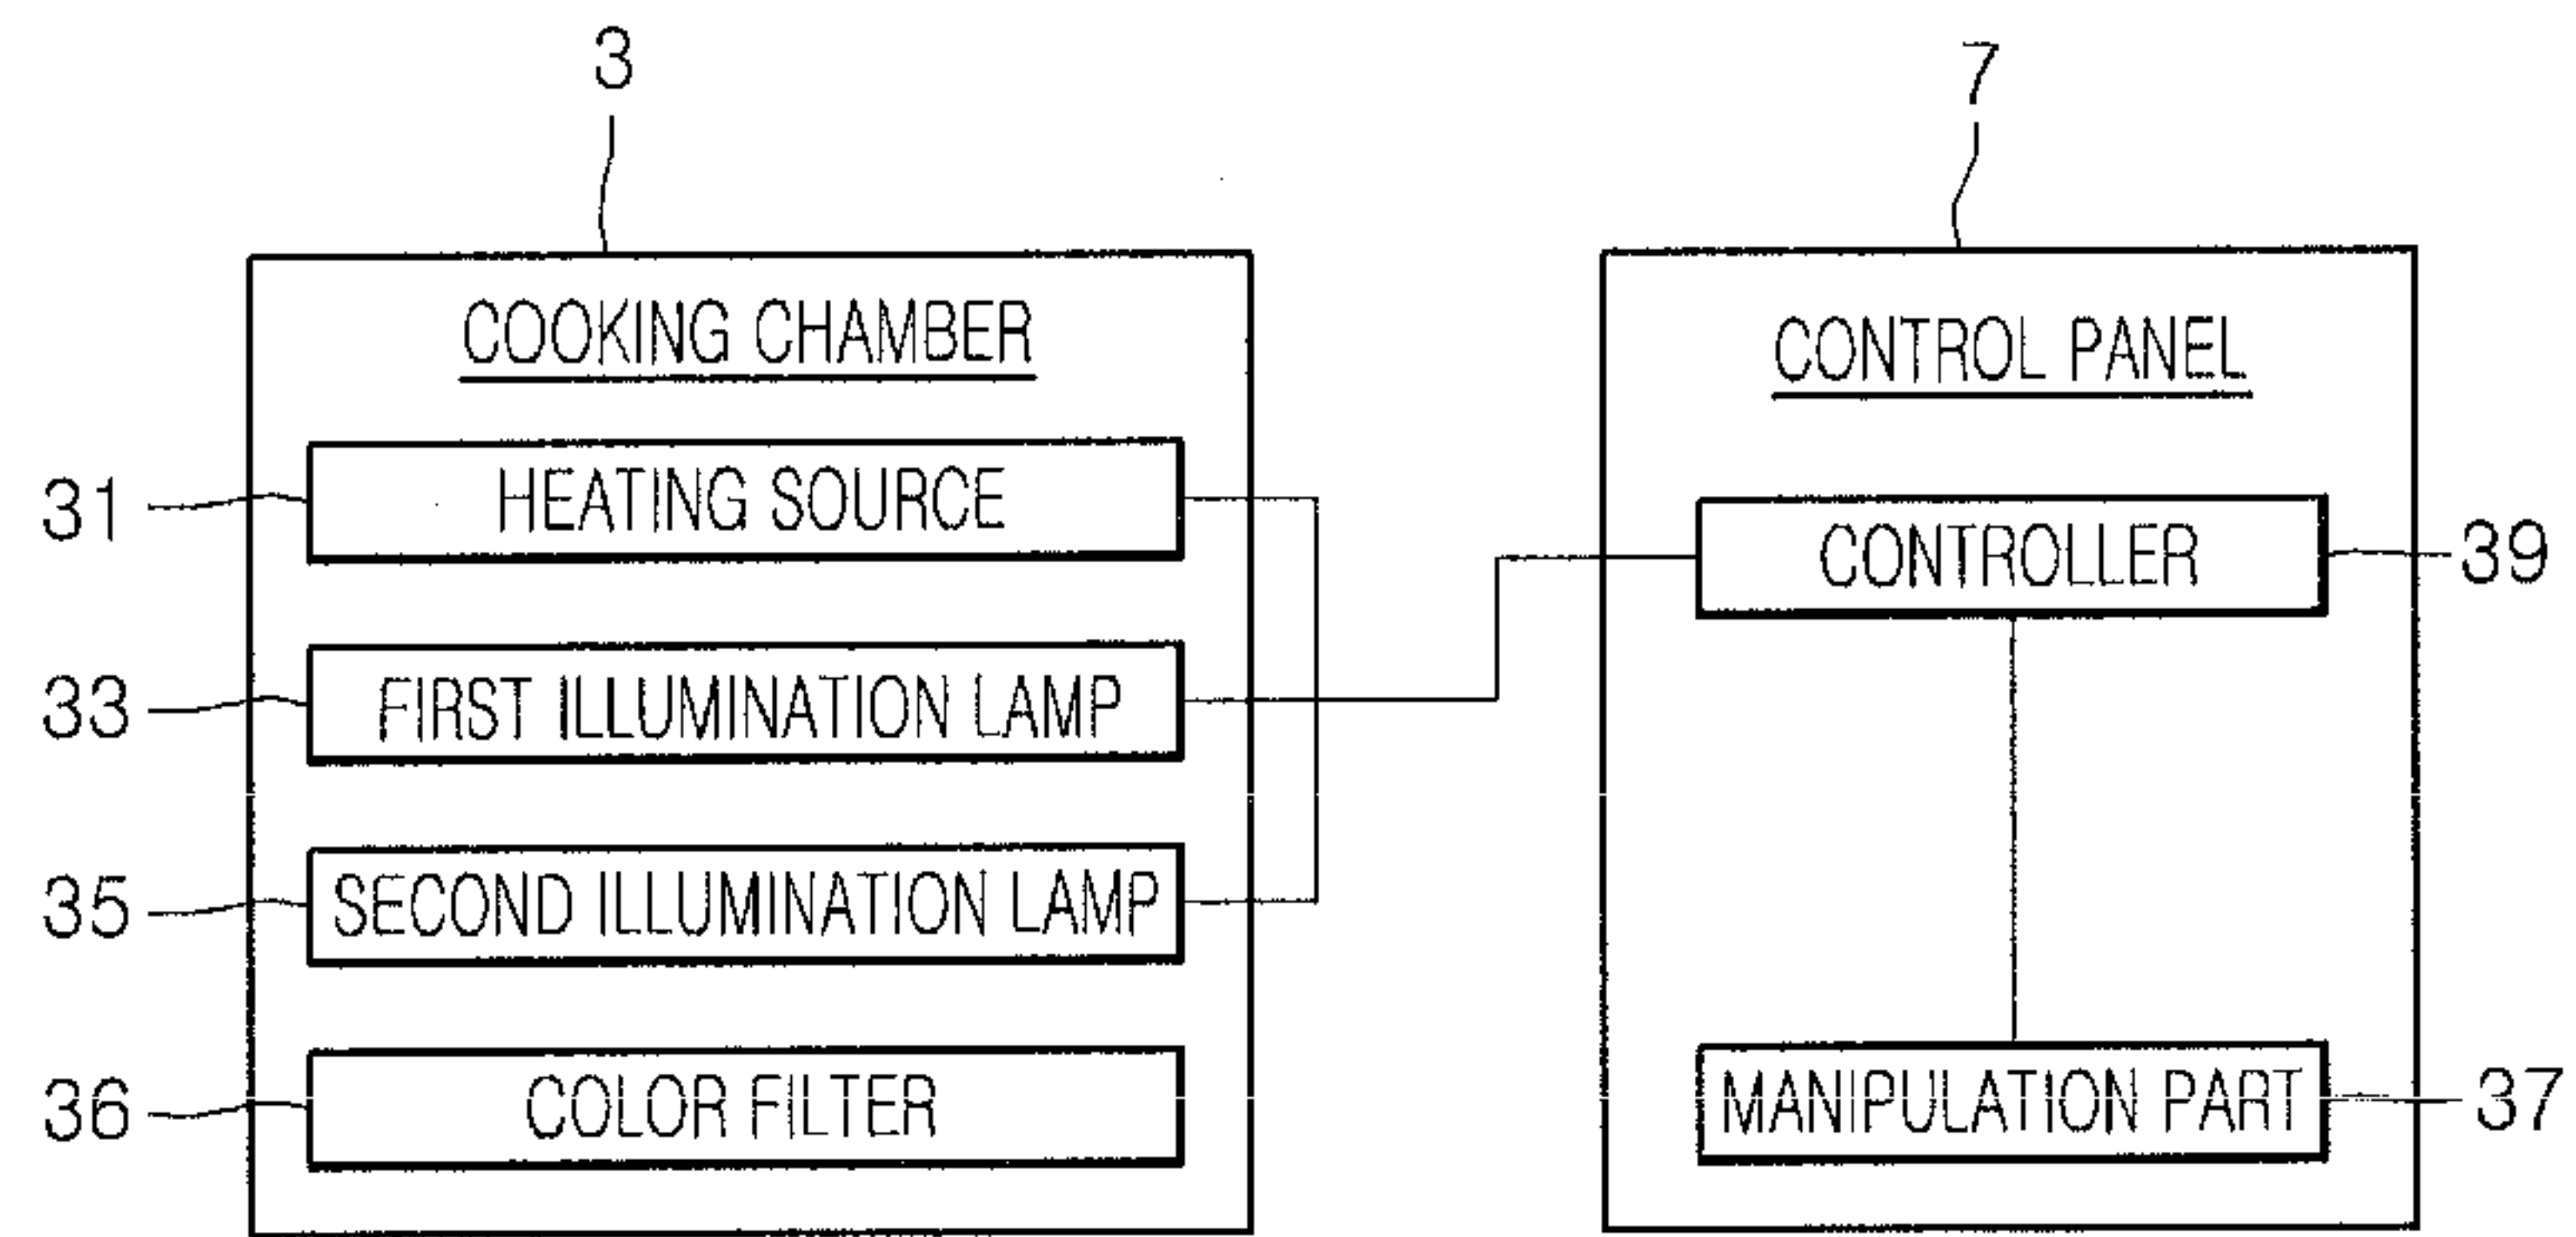 3
7
COOKING CHAMBER
CONTROL PANEL
31
HEATING SOURCE
CONTROLLER
39
33
FIRST ILLUMINATION LAMP
35
SECOND ILLUMINATION LAMP
36
COLOR FILTER
MANIPULATION PART
37